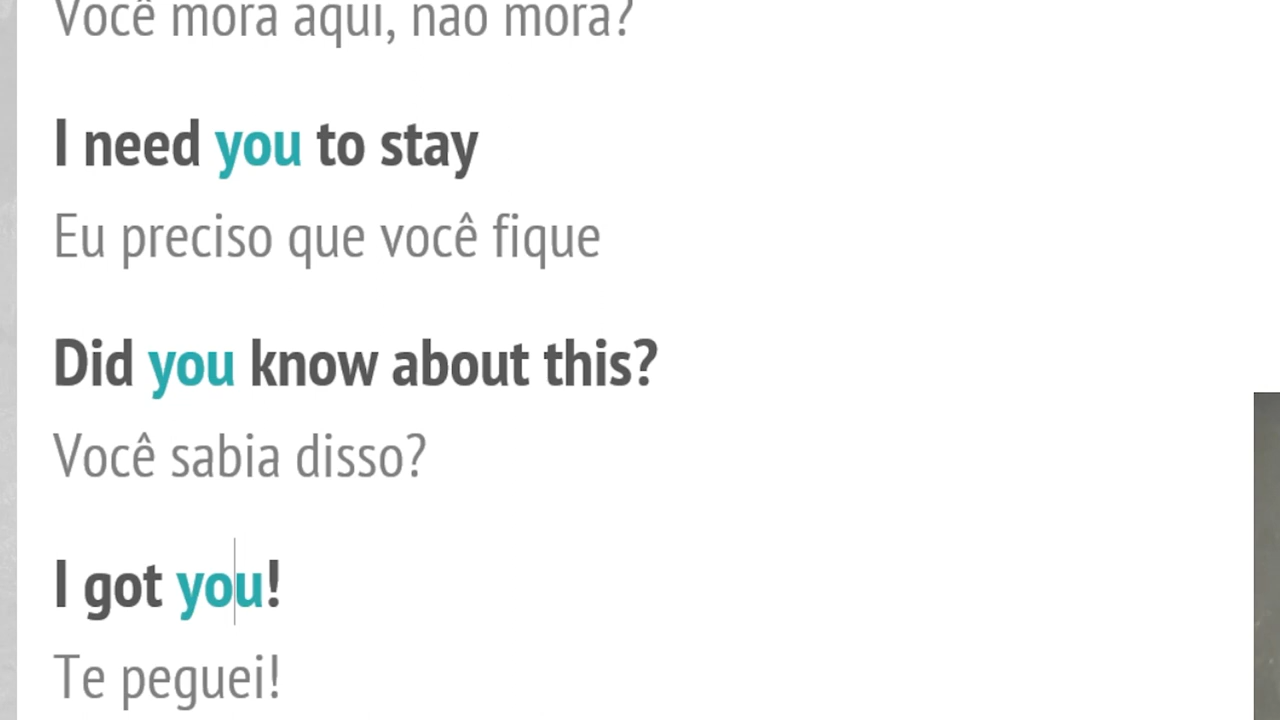 Você mora aqui, não mora?
I need you to stay
Eu preciso que você fique
Did you know about this?
Você sabia disso?
I got you!
Te peguei!